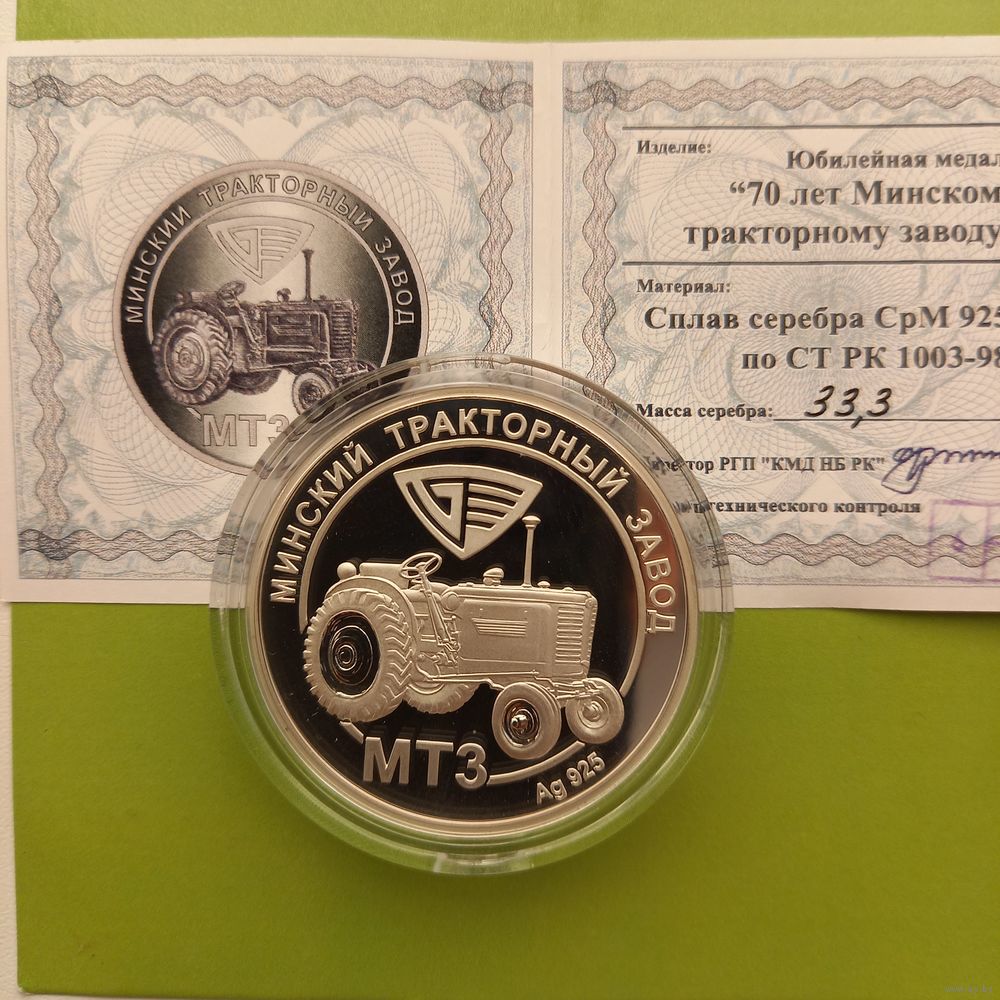 МИНСКИЙ ТРАКТОРНЫЙ ЗАВОД
МТЗ
Изделие:
Юбилейная медал
“70 лет Минском
тракторному заводу
Материал:
Сплав серебра СрМ 925
по СТ РК 1003-98
Масса серебра: 33,3
РГП "КМД НБ РК"
технического контроля
МИНСКИЙ ТРАКТОРНЫЙ ЗАВОД
МТЗ
Ag 925